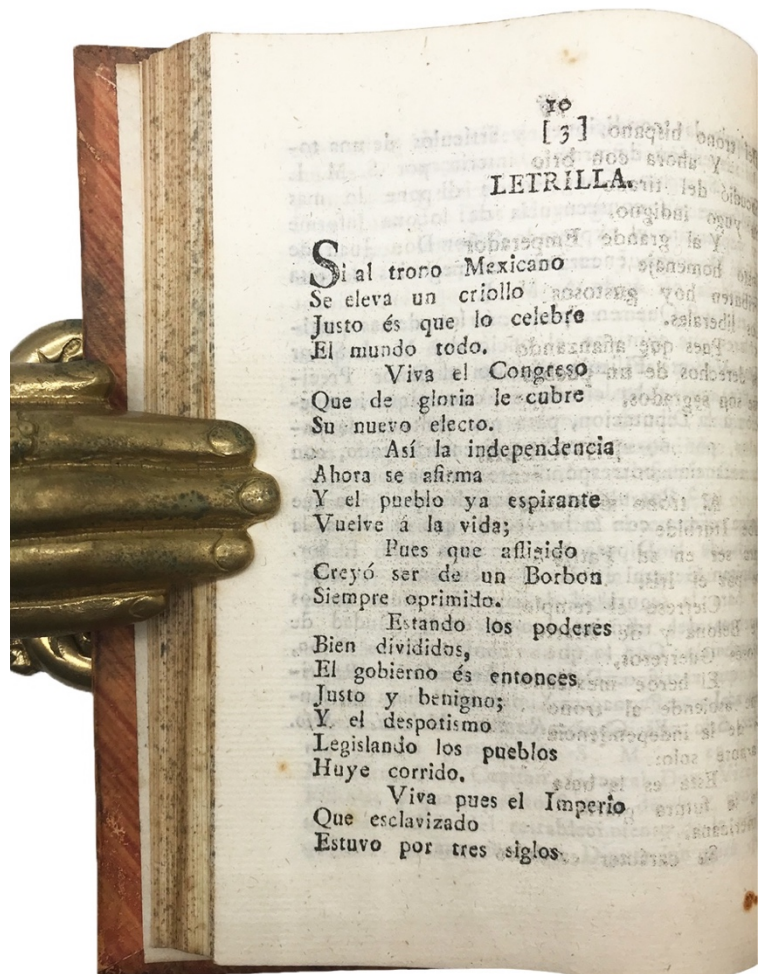 10
[3]
LETRILLA.
Si al trono Mexicano
Se eleva un criollo
Justo és que lo celebre
El mundo todo.
Viva el Congreso
Que de gloria le cubre
Su nuevo electo.
Así la independencia
Ahora se afirma
Y el pueblo ya espirante
Vuelve á la vida;
Pues que afligido
Creyó ser de un Borbon
Siempre oprimido.
Estando los poderes
Bien divididos,
El gobierno és entonces
Justo y benigno;
Y el despotismo
Legislando los pueblos
Huye corrido.
Viva pues el Imperio
Que esclavizado
Estuvo por tres siglos